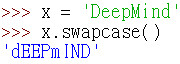 >>> x = 'DeepMind'
>>> x.swapcase()
'dEEPmIND'